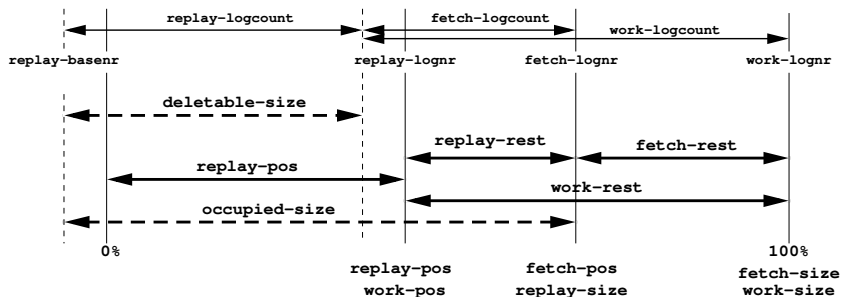 replay-logcount fetch-logcount
work-logcount
replay-basenr replay-lognr fetch-lognr work-lognr
deletable-size
replay-rest fetch-rest
replay-pos
work-rest
occupied-size
0% 100%
replay-pos fetch-pos fetch-size
work-pos replay-size work-size